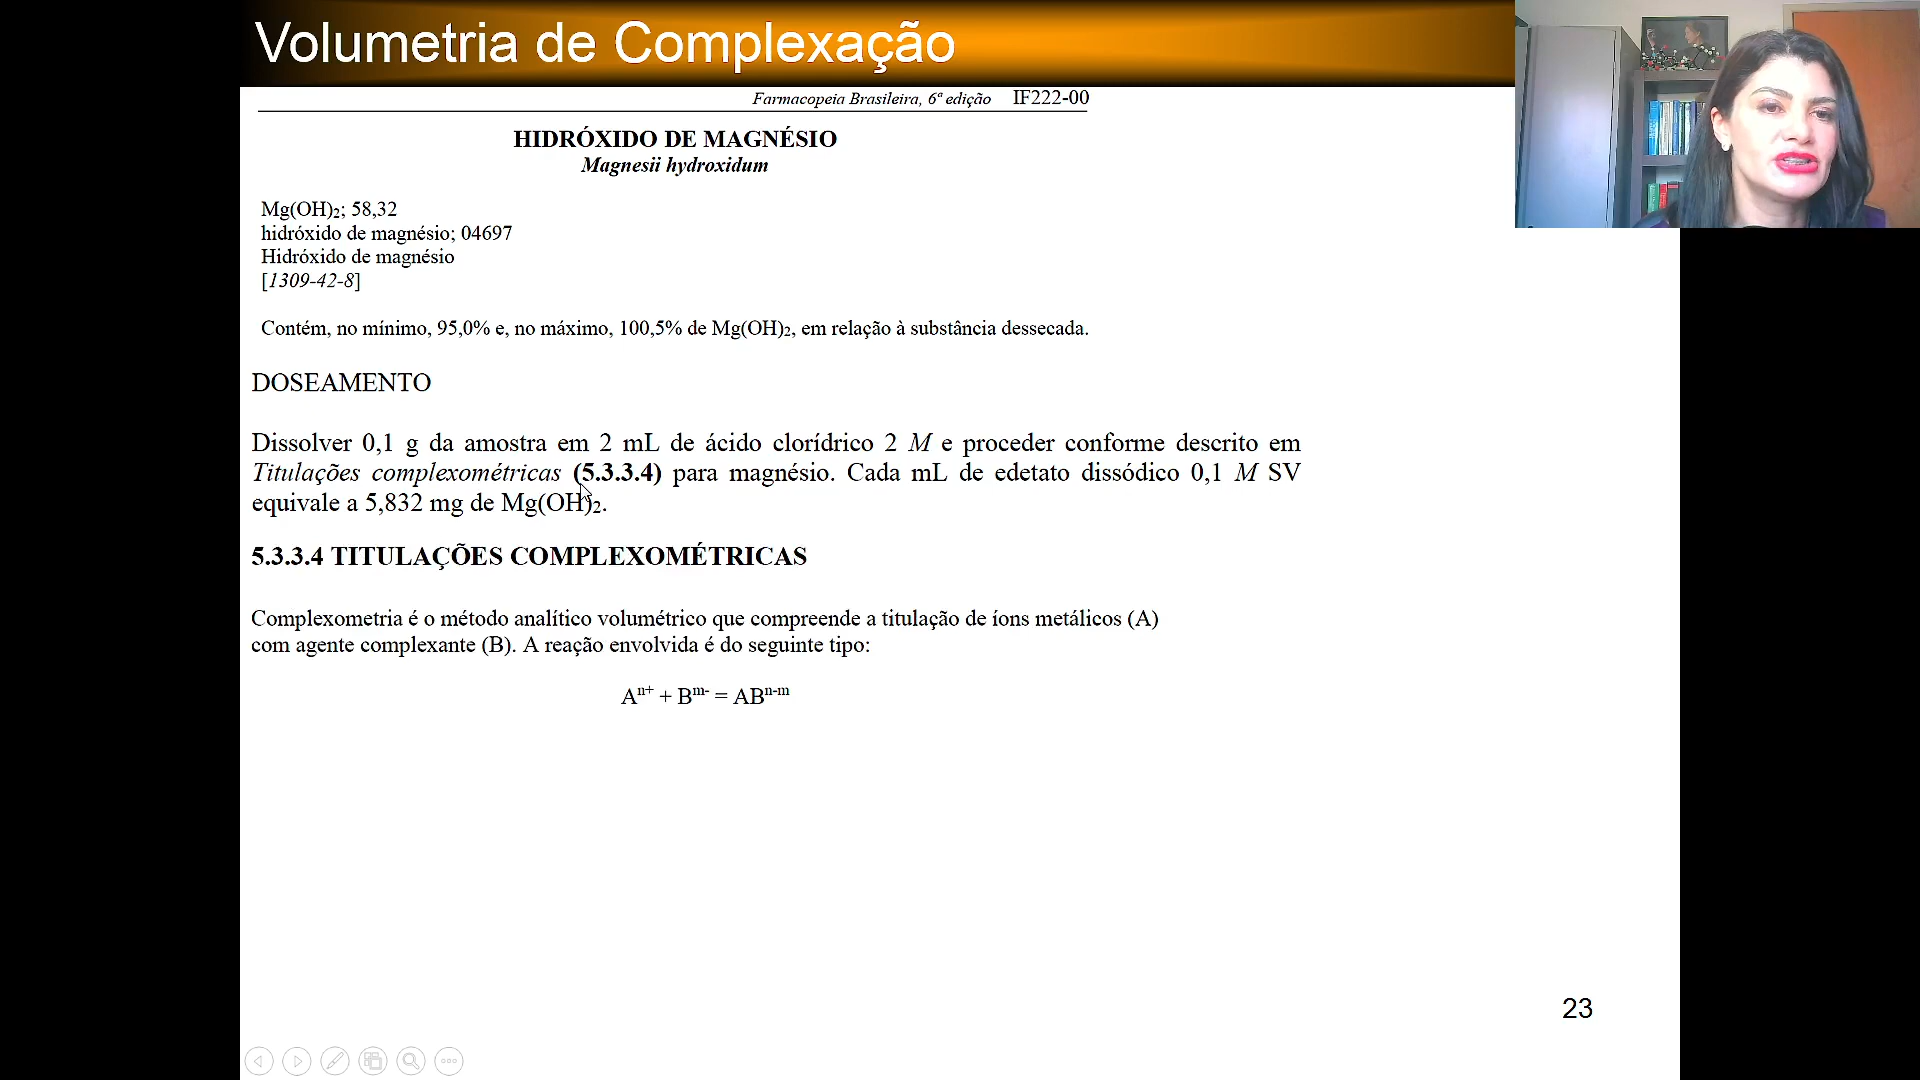 Volumetria de Complexação
Farmacopeia Brasileira, 6ª edição IF222-00
HIDRÓXIDO DE MAGNÉSIO
Magnesii hydroxidum
Mg(OH)₂; 58,32
hidróxido de magnésio; 04697
Hidróxido de magnésio
[1309-42-8]
Contém, no mínimo, 95,0% e, no máximo, 100,5% de Mg(OH)₂, em relação à substância dessecada.
DOSEAMENTO
Dissolver 0,1 g da amostra em 2 mL de ácido clorídrico 2 M e proceder conforme descrito em
Titulações complexométricas (5.3.3.4) para magnésio. Cada mL de edetato dissódico 0,1 M SV
equivale a 5,832 mg de Mg(OH)₂.
5.3.3.4 TITULAÇÕES COMPLEXOMÉTRICAS
Complexometria é o método analítico volumétrico que compreende a titulação de íons metálicos (A)
com agente complexante (B). A reação envolvida é do seguinte tipo:
Aⁿ⁺ + Bᵐ⁻ = ABⁿ⁻ᵐ
23